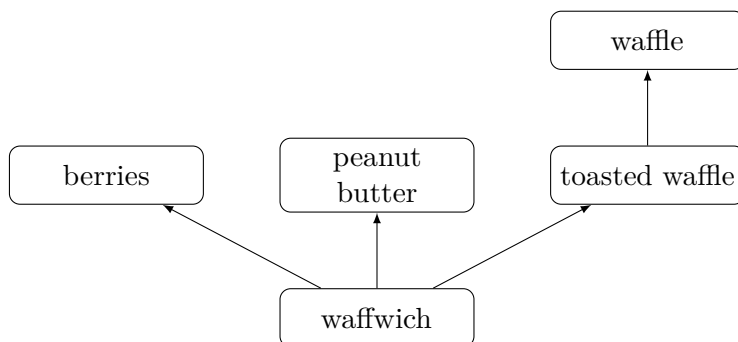 waffle
berries
peanut
butter
toasted waffle
waffwich